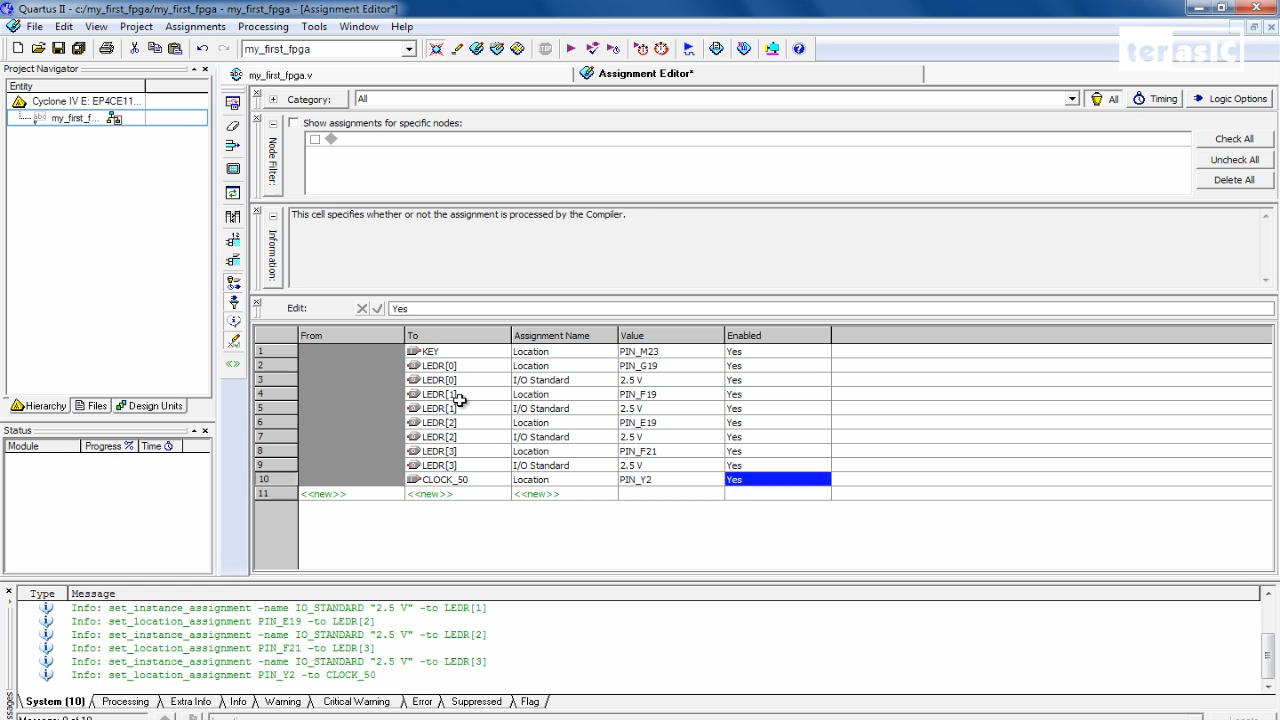 Quartus II - c:/my_first_fpga/my_first_fpga - my_first_fpga - [Assignment Editor*]
File Edit View Project Assignments Processing Tools Window Help
my_first_fpga
terasIC
Project Navigator
my_first_fpga.v
Assignment Editor*
Entity
Cyclone IV E: EP4CE11...
my_first_f...
Category:
All
All
Timing
Logic Options
Show assignments for specific nodes:
Node Filter:
Check All
Uncheck All
Delete All
Information:
This cell specifies whether or not the assignment is processed by the Compiler.
Edit:
Yes
From To Assignment Name Value Enabled
1 KEY Location PIN_M23 Yes
2 LEDR[0] Location PIN_G19 Yes
3 LEDR[0] I/O Standard 2.5 V Yes
4 LEDR[1] Location PIN_F19 Yes
5 LEDR[1] I/O Standard 2.5 V Yes
6 LEDR[2] Location PIN_E19 Yes
7 LEDR[2] I/O Standard 2.5 V Yes
8 LEDR[3] Location PIN_F21 Yes
9 LEDR[3] I/O Standard 2.5 V Yes
10 CLOCK_50 Location PIN_Y2 Yes
11 <<new>> <<new>> <<new>>
Hierarchy Files Design Units
Status
Module Progress % Time
Type Message
Info: set_instance_assignment -name IO_STANDARD "2.5 V" -to LEDR[1]
Info: set_location_assignment PIN_E19 -to LEDR[2]
Info: set_instance_assignment -name IO_STANDARD "2.5 V" -to LEDR[2]
Info: set_location_assignment PIN_F21 -to LEDR[3]
Info: set_instance_assignment -name IO_STANDARD "2.5 V" -to LEDR[3]
Info: set_location_assignment PIN_Y2 -to CLOCK_50
System (10) Processing Extra Info Info Warning Critical Warning Error Suppressed Flag